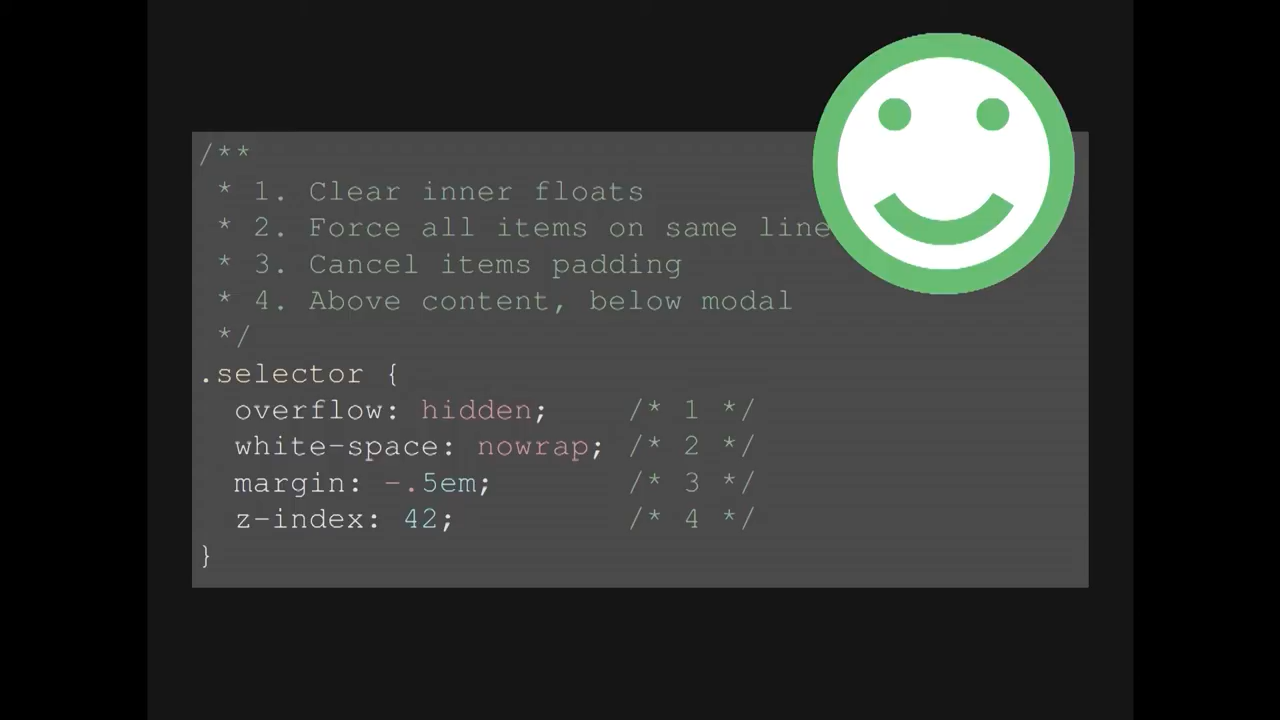 /**
 * 1. Clear inner floats
 * 2. Force all items on same line
 * 3. Cancel items padding
 * 4. Above content, below modal
 */
.selector {
  overflow: hidden;    /* 1 */
  white-space: nowrap; /* 2 */
  margin: -.5em;       /* 3 */
  z-index: 42;         /* 4 */
}